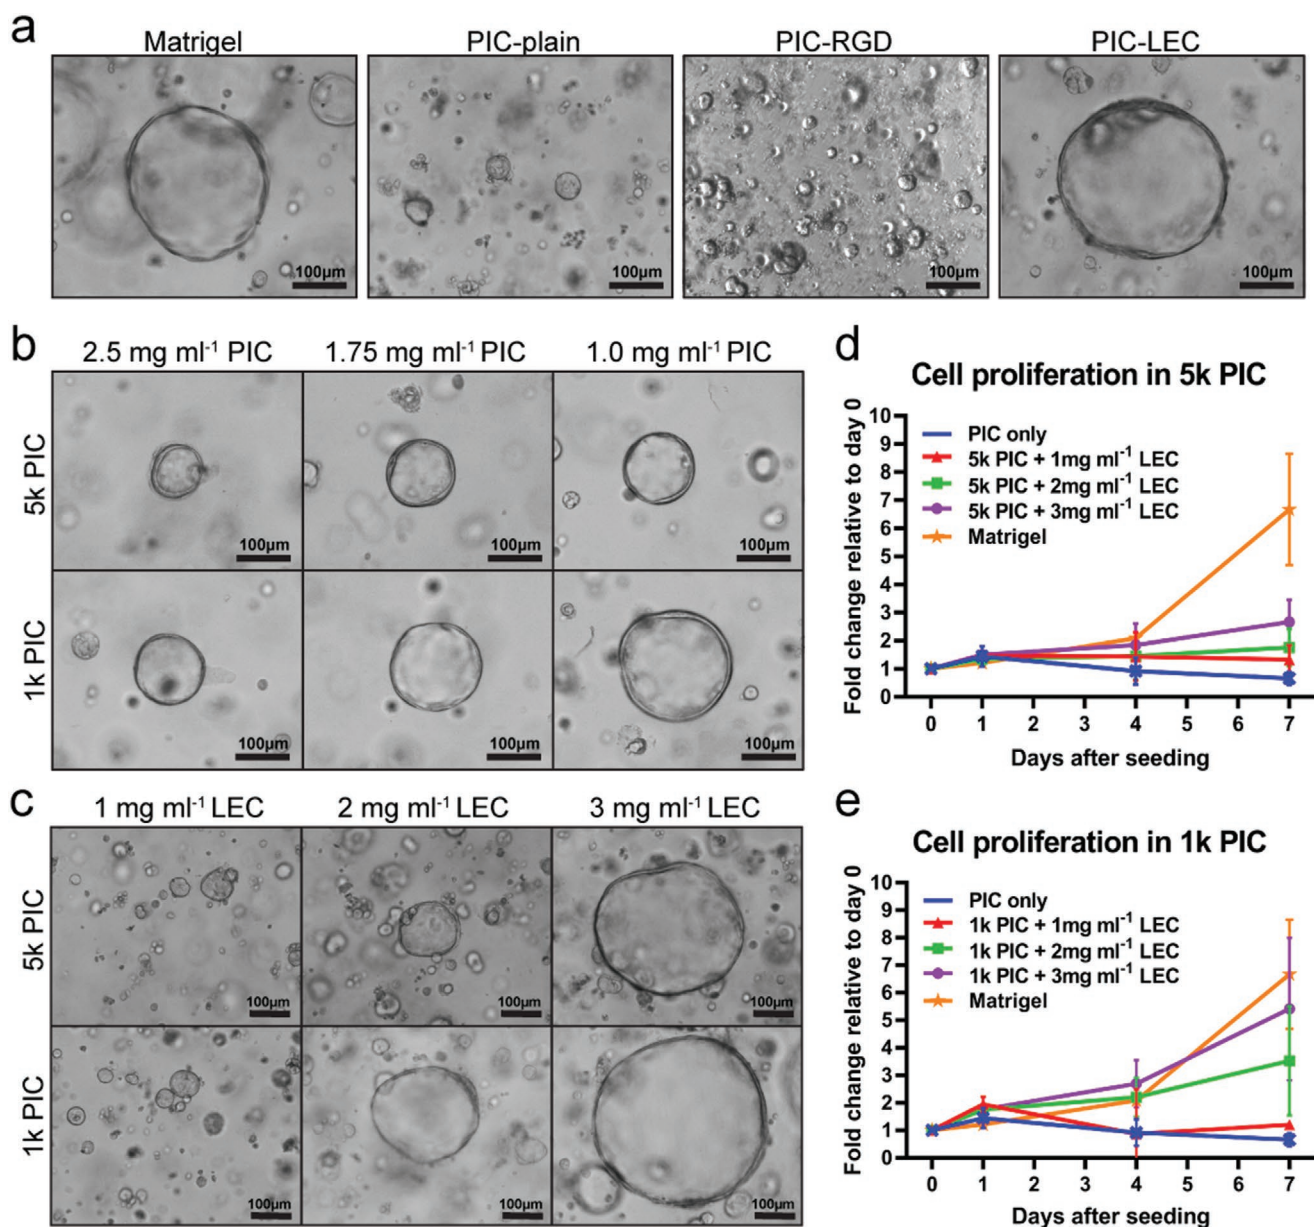 a
Matrigel PIC-plain PIC-RGD PIC-LEC
100µm 100µm 100µm 100µm
b
2.5 mg ml⁻¹ PIC 1.75 mg ml⁻¹ PIC 1.0 mg ml⁻¹ PIC
5k PIC
100µm 100µm 100µm
1k PIC
100µm 100µm 100µm
c
1 mg ml⁻¹ LEC 2 mg ml⁻¹ LEC 3 mg ml⁻¹ LEC
5k PIC
100µm 100µm 100µm
1k PIC
100µm 100µm 100µm
d
Cell proliferation in 5k PIC
Fold change relative to day 0
10
9
8
7
6
5
4
3
2
1
0
PIC only
5k PIC + 1mg ml⁻¹ LEC
5k PIC + 2mg ml⁻¹ LEC
5k PIC + 3mg ml⁻¹ LEC
Matrigel
0 1 2 3 4 5 6 7
Days after seeding
e
Cell proliferation in 1k PIC
Fold change relative to day 0
10
9
8
7
6
5
4
3
2
1
0
PIC only
1k PIC + 1mg ml⁻¹ LEC
1k PIC + 2mg ml⁻¹ LEC
1k PIC + 3mg ml⁻¹ LEC
Matrigel
0 1 2 3 4 5 6 7
Days after seeding